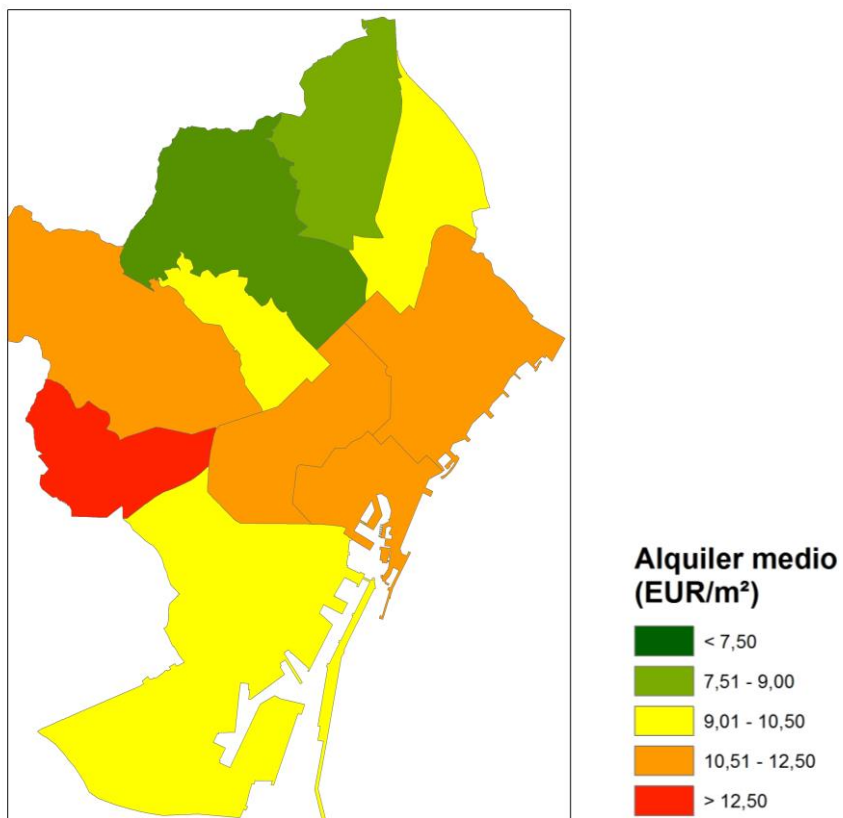 Alquiler medio
(EUR/m²)
< 7,50
7,51 - 9,00
9,01 - 10,50
10,51 - 12,50
> 12,50